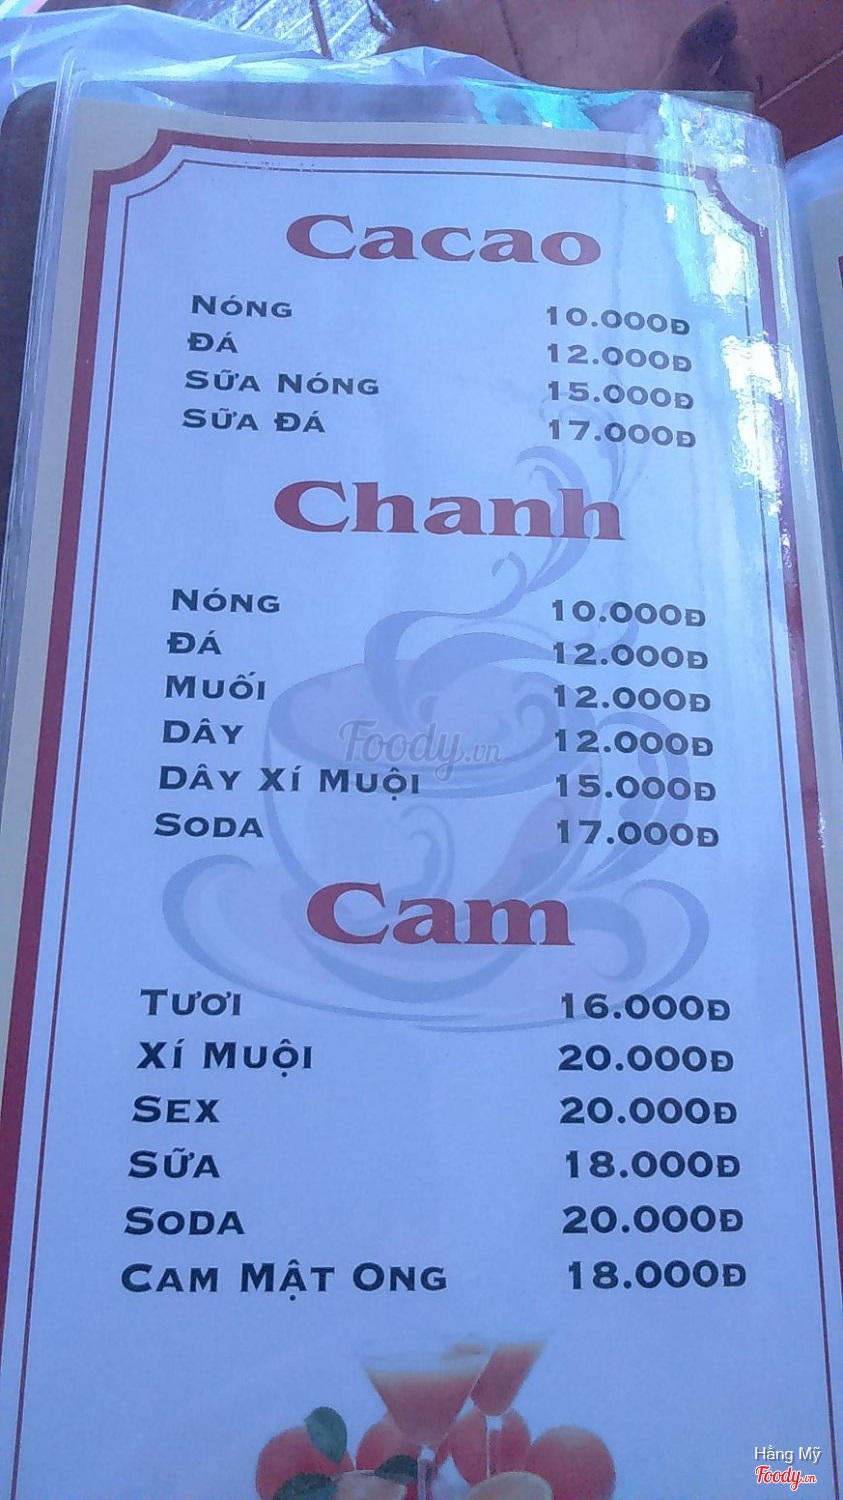 Cacao
NÓNG 10.000Đ
ĐÁ 12.000Đ
SỮA NÓNG 15.000Đ
SỮA ĐÁ 17.000Đ
Chanh
NÓNG 10.000Đ
ĐÁ 12.000Đ
MUỐI 12.000Đ
DÂY 12.000Đ
Foody.vn
DÂY XÍ MUỘI 15.000Đ
SODA 17.000Đ
Cam
TƯƠI 16.000Đ
XÍ MUỘI 20.000Đ
SEX 20.000Đ
SỮA 18.000Đ
SODA 20.000Đ
CAM MẬT ONG 18.000Đ
Hằng Mỹ
Foody.vn